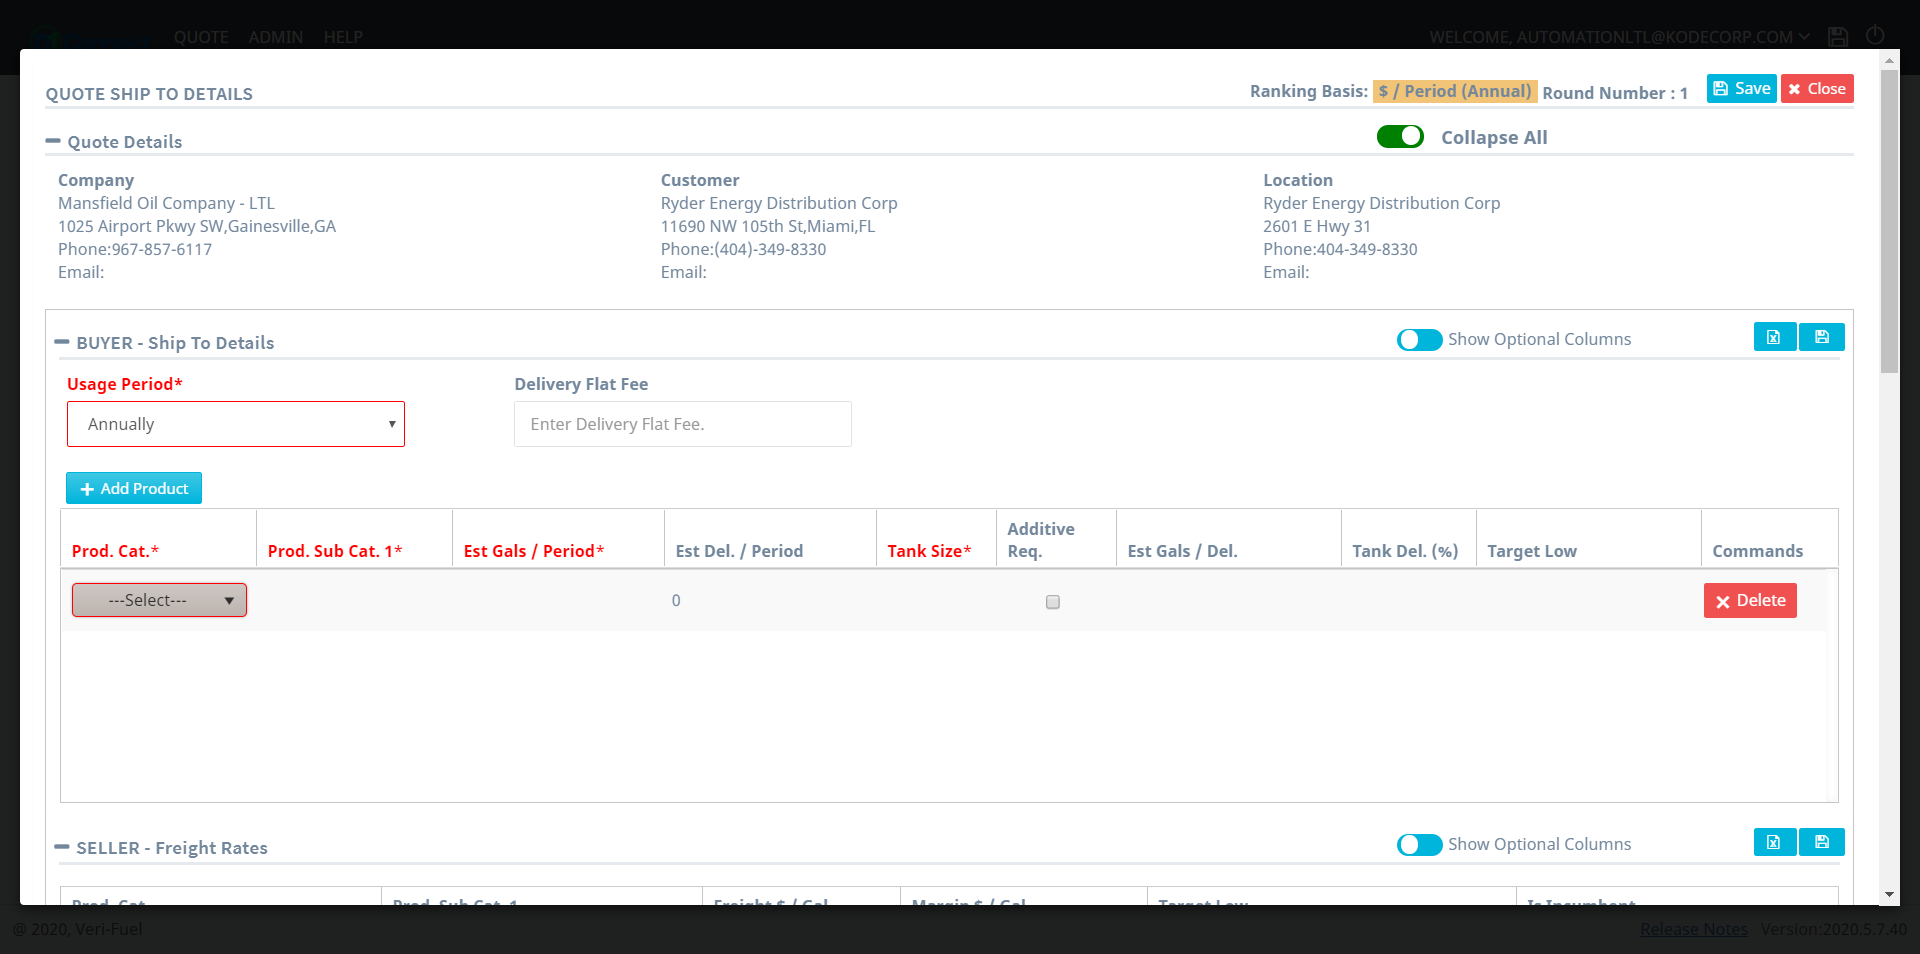 QUOTE ADMIN HELP
WELCOME, AUTOMATIONLTL@KODECORP.COM
QUOTE SHIP TO DETAILS
Ranking Basis: $ / Period (Annual) Round Number : 1
Save
Close
Quote Details
Collapse All
Company
Mansfield Oil Company - LTL
1025 Airport Pkwy SW,Gainesville,GA
Phone:967-857-6117
Email:
Customer
Ryder Energy Distribution Corp
11690 NW 105th St,Miami,FL
Phone:(404)-349-8330
Email:
Location
Ryder Energy Distribution Corp
2601 E Hwy 31
Phone:404-349-8330
Email:
BUYER - Ship To Details
Show Optional Columns
Usage Period*
Annually
Delivery Flat Fee
Enter Delivery Flat Fee.
Add Product
Prod. Cat.*
Prod. Sub Cat. 1*
Est Gals / Period*
Est Del. / Period
Tank Size*
Additive
Req.
Est Gals / Del.
Tank Del. (%)
Target Low
Commands
---Select---
0
Delete
SELLER - Freight Rates
Show Optional Columns
Prod. Cat.
Prod. Sub Cat. 1
Freight $ / Gal.
Margin $ / Gal.
Target Low
Is Incumbent
@ 2020, Veri-Fuel
Release Notes Version:2020.5.7.40